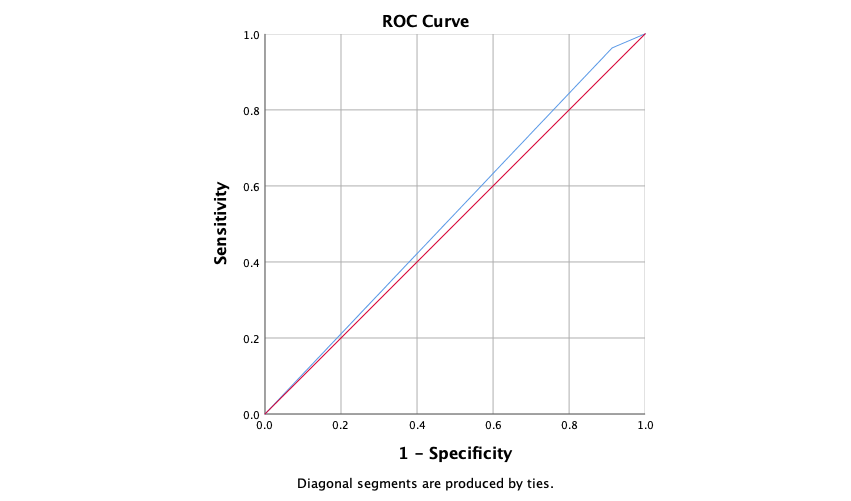 ROC Curve
1.0
0.8
0.6
0.4
0.2
0.0
Sensitivity
0.0 0.2 0.4 0.6 0.8 1.0
1 - Specificity
Diagonal segments are produced by ties.